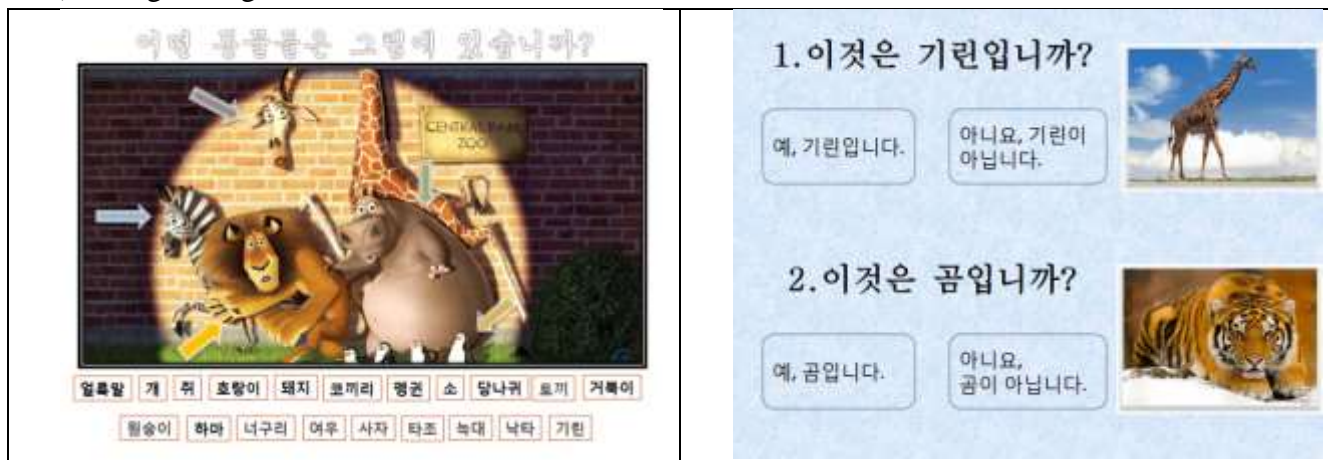 어떤 동물들은 그림에 있습니까?
CENTRAL PARK
ZOO
얼룩말 개 쥐 호랑이 돼지 코끼리 펭귄 소 당나귀 토끼 거북이
원숭이 하마 너구리 여우 사자 타조 늑대 낙타 기린
1.이것은 기린입니까?
예, 기린입니다.
아니요, 기린이
아닙니다.
2.이것은 곰입니까?
예, 곰입니다.
아니요,
곰이 아닙니다.